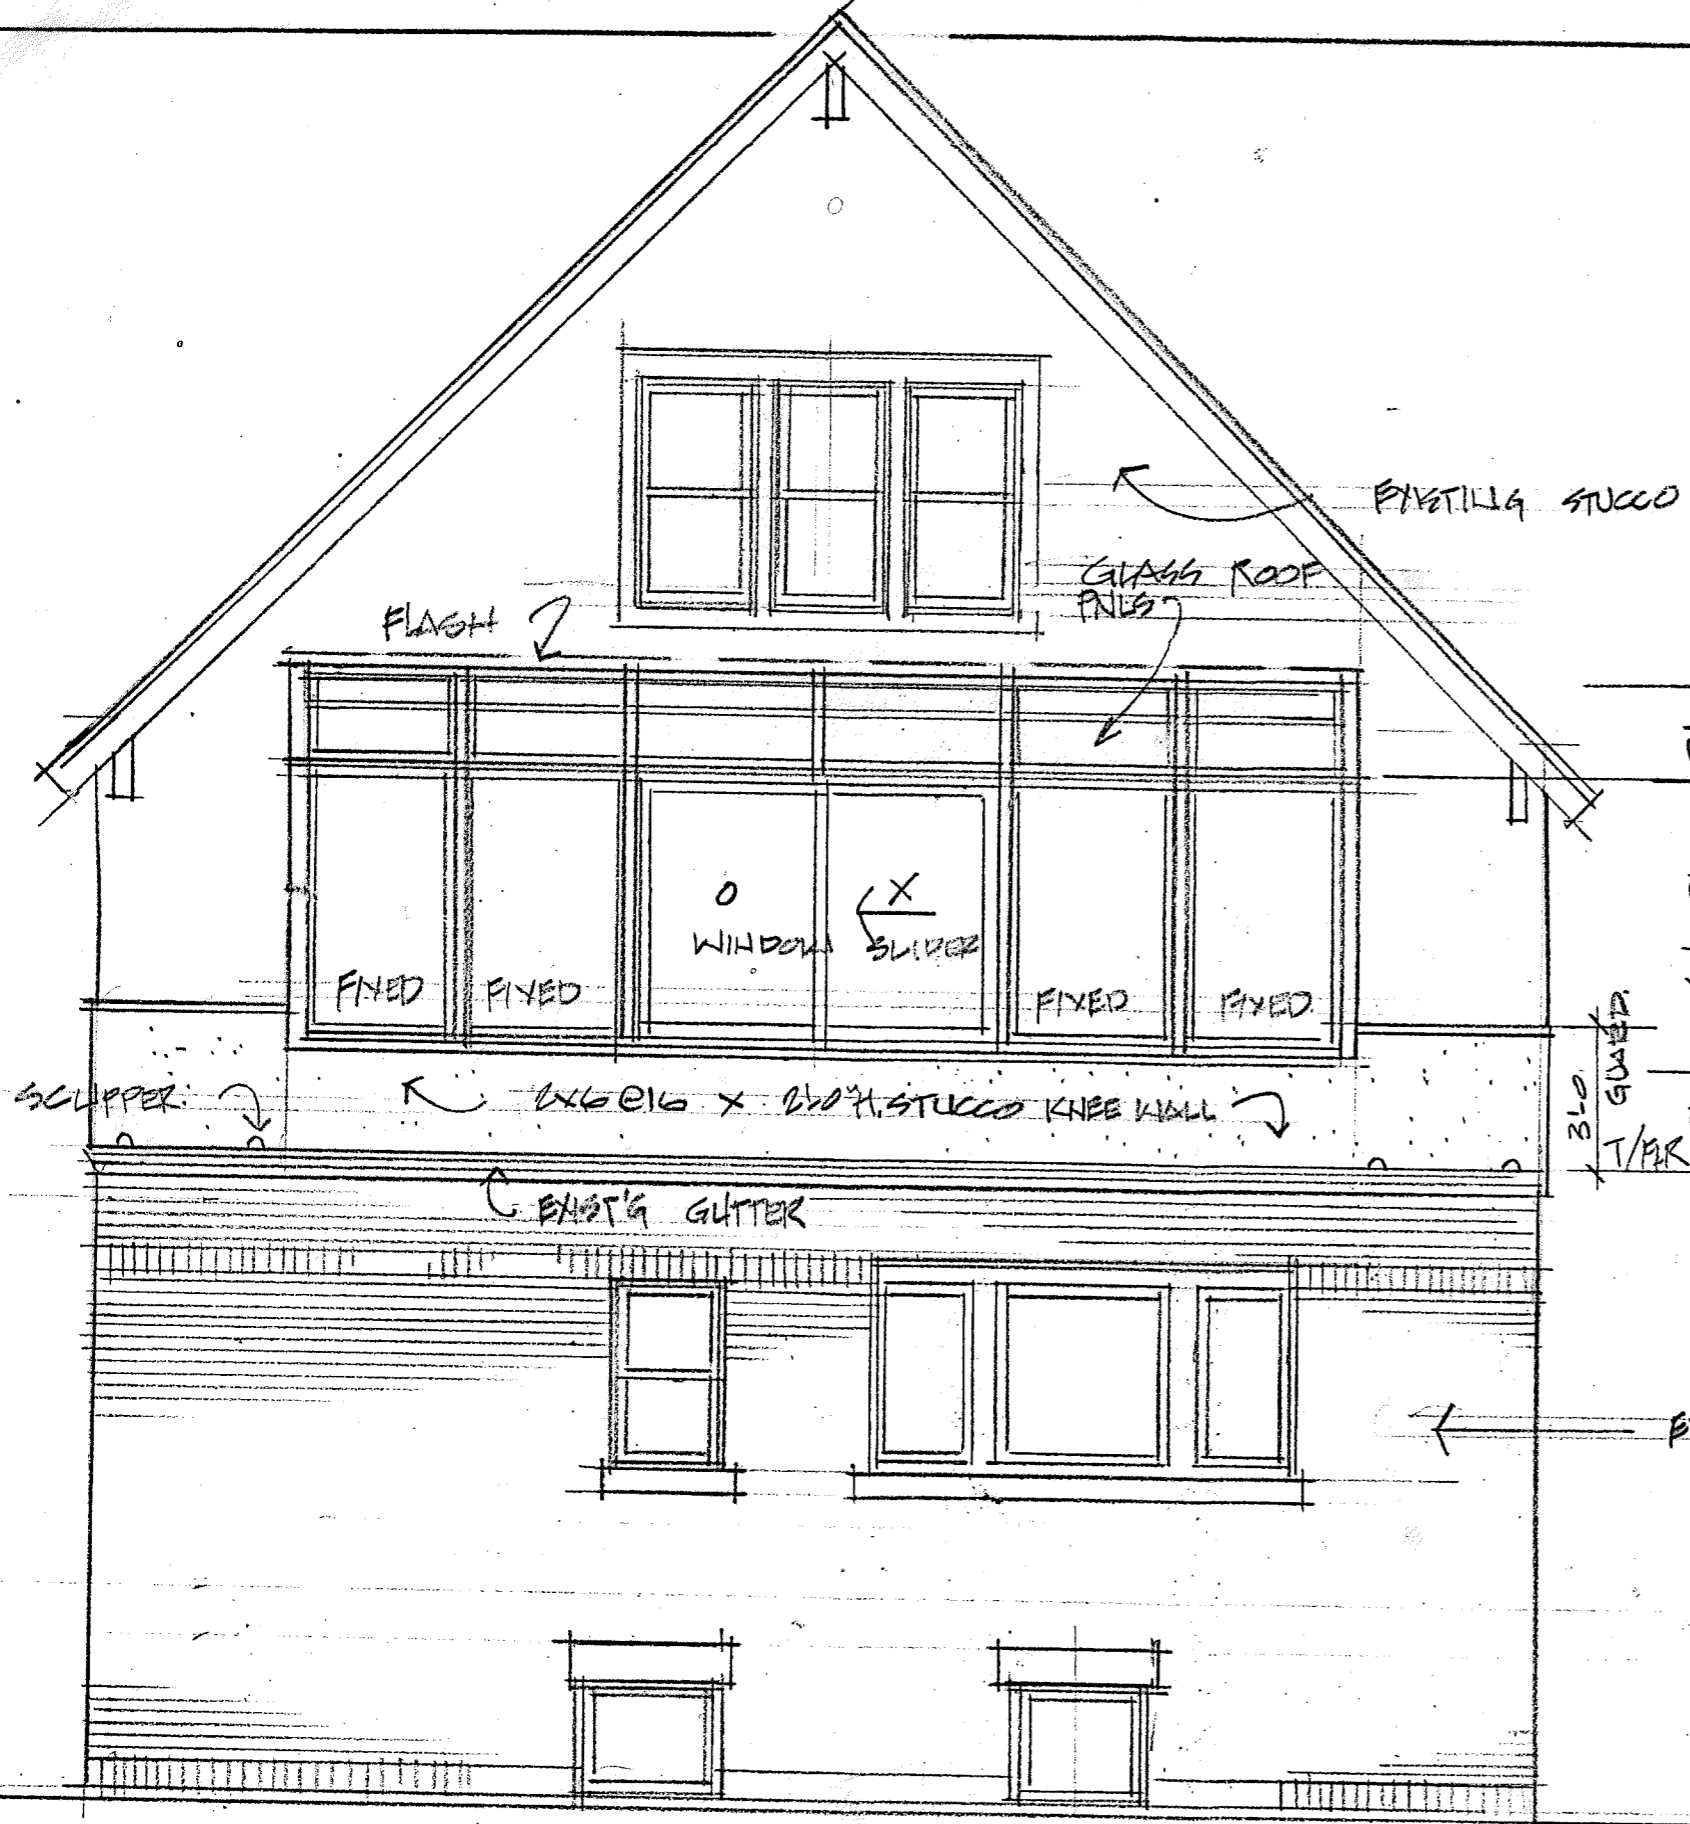 EXISTING STUCCO
GLASS ROOF
PNLS
FLASH
O
X
WINDOW
SLIDER
FIXED
FIXED
FIXED
FIXED
3'-0
GUARD.
T/FLR
SCUPPER.
2x6@16 x 2'-0"H. STUCCO KNEE WALL
EXIST'G GUTTER